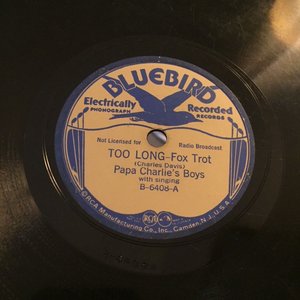 BLUEBIRD
Electrically Recorded
PHONOGRAPH RECORDS
Not Licensed for Radio Broadcast
TOO LONG-Fox Trot
(Charles Davis)
Papa Charlie's Boys
with singing
B-6408-A
RCA
©RCA Manufacturing Co., Inc., Camden, N.J., U.S.A.